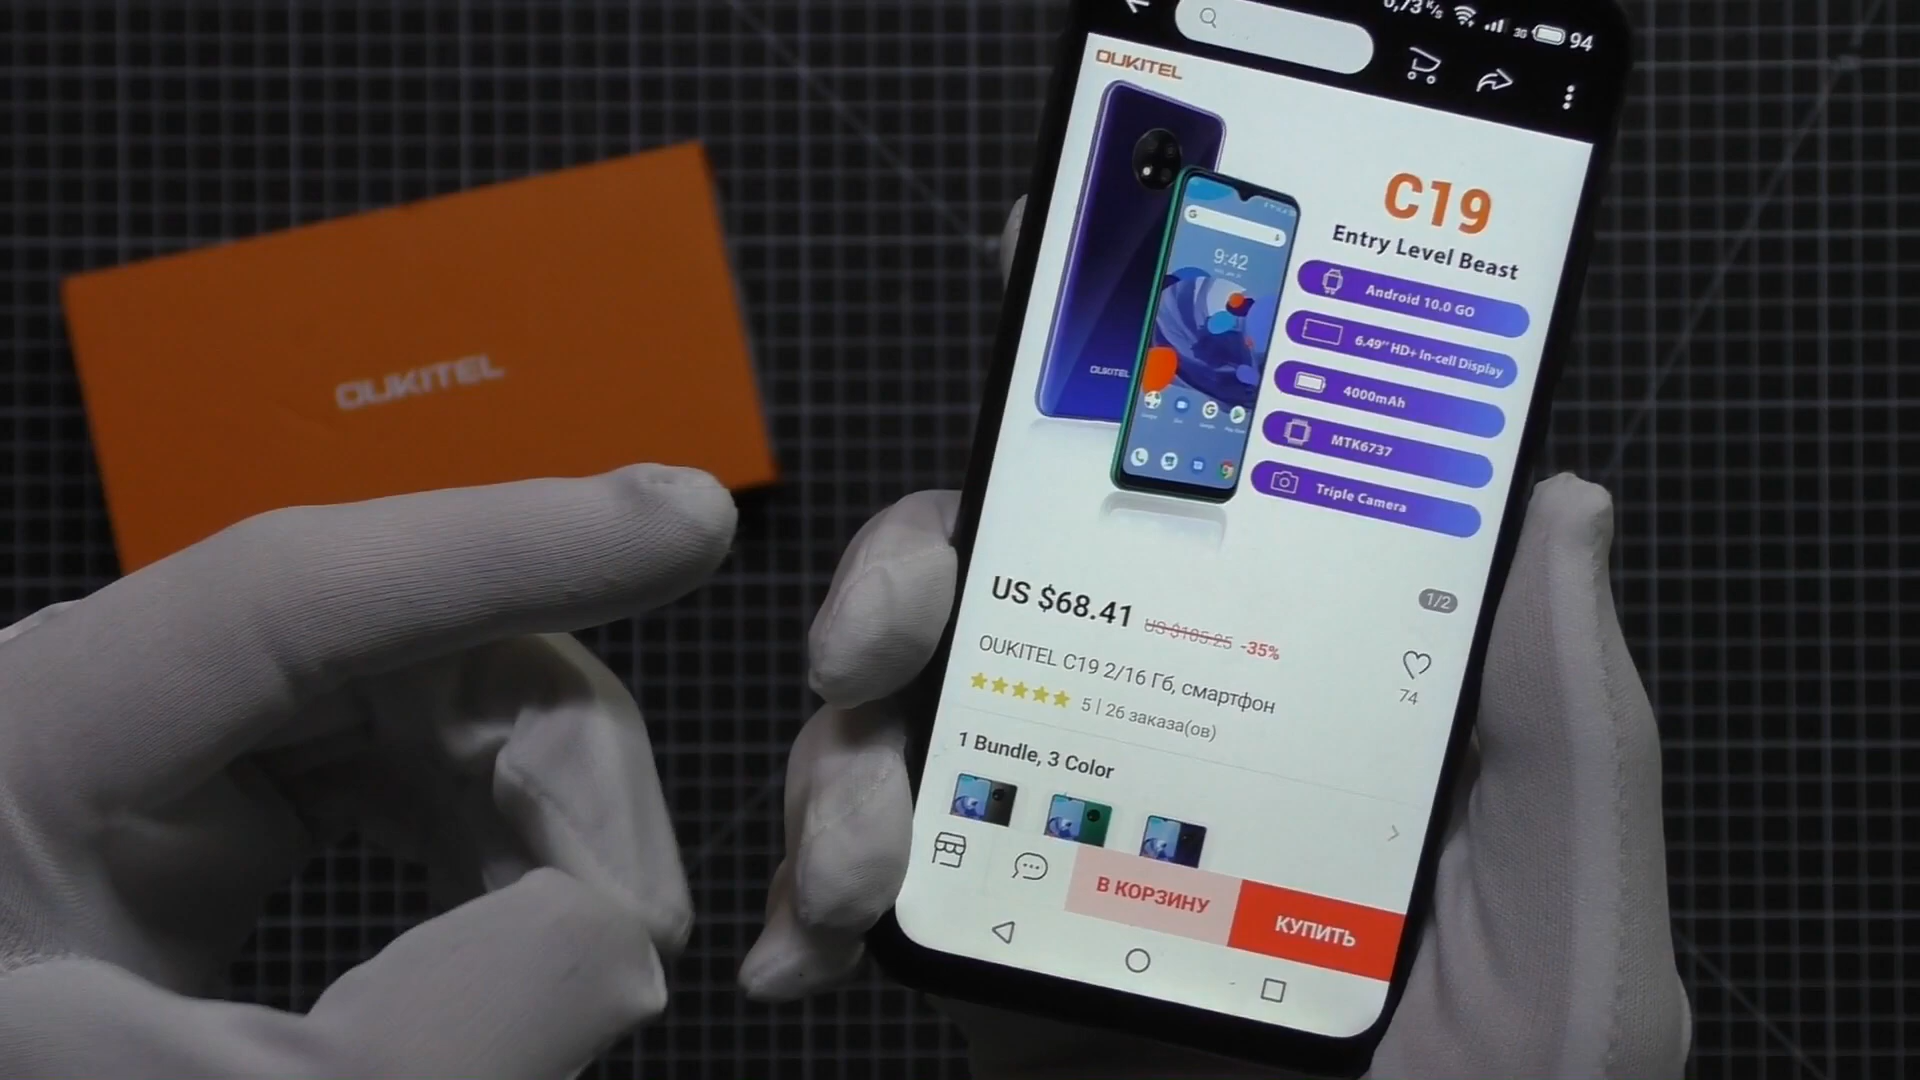 OUKITEL
94
OUKITEL
C19
Entry Level Beast
9:42
Android 10.0 GO
6.49" HD+ In-cell Display
4000mAh
MTK6737
Triple Camera
OUKITEL
1/2
US $68.41 US $105.25 -35%
OUKITEL C19 2/16 Гб, смартфон
74
5 | 26 заказа(ов)
1 Bundle, 3 Color
В КОРЗИНУ
КУПИТЬ